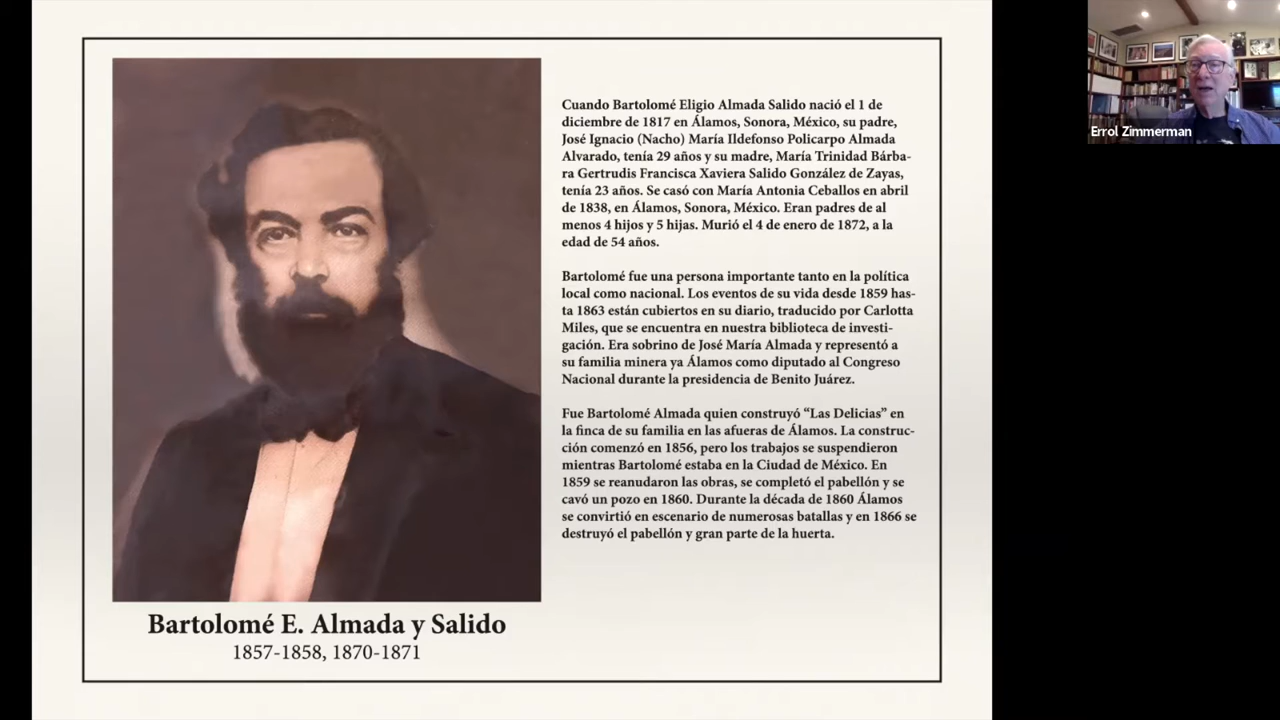 Cuando Bartolomé Eligio Almada Salido nació el 1 de
diciembre de 1817 en Álamos, Sonora, México, su padre,
José Ignacio (Nacho) María Ildefonso Policarpo Almada
Alvarado, tenía 29 años y su madre, María Trinidad Bárba-
ra Gertrudis Francisca Xaviera Salido González de Zayas,
tenía 23 años. Se casó con María Antonia Ceballos en abril
de 1838, en Álamos, Sonora, México. Eran padres de al
menos 4 hijos y 5 hijas. Murió el 4 de enero de 1872, a la
edad de 54 años.
Bartolomé fue una persona importante tanto en la política
local como nacional. Los eventos de su vida desde 1859 has-
ta 1863 están cubiertos en su diario, traducido por Carlotta
Miles, que se encuentra en nuestra biblioteca de investi-
gación. Era sobrino de José María Almada y representó a
su familia minera ya Álamos como diputado al Congreso
Nacional durante la presidencia de Benito Juárez.
Fue Bartolomé Almada quien construyó “Las Delicias” en
la finca de su familia en las afueras de Álamos. La construc-
ción comenzó en 1856, pero los trabajos se suspendieron
mientras Bartolomé estaba en la Ciudad de México. En
1859 se reanudaron las obras, se completó el pabellón y se
cavó un pozo en 1860. Durante la década de 1860 Álamos
se convirtió en escenario de numerosas batallas y en 1866 se
destruyó el pabellón y gran parte de la huerta.
Bartolomé E. Almada y Salido
1857-1858, 1870-1871
Errol Zimmerman